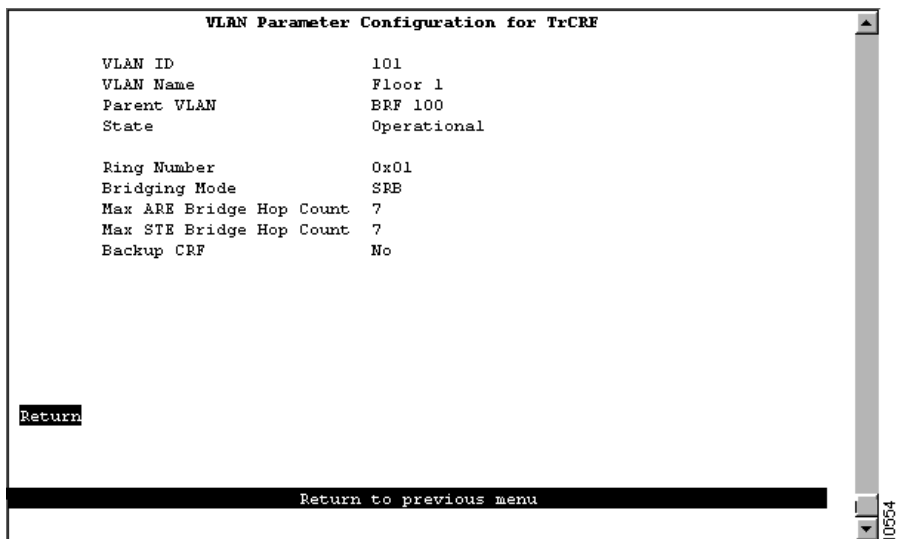 VLAN Parameter Configuration for TrCRF
VLAN ID 101
VLAN Name Floor 1
Parent VLAN BRF 100
State Operational
Ring Number 0x01
Bridging Mode SRB
Max ARE Bridge Hop Count 7
Max STE Bridge Hop Count 7
Backup CRF No
Return
Return to previous menu
10554